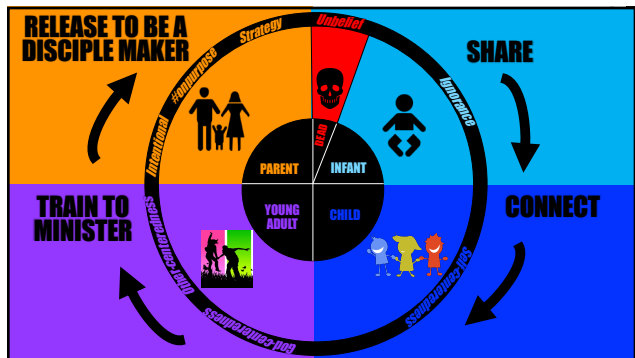 RELEASE TO BE A
DISCIPLE MAKER
SHARE
CONNECT
TRAIN TO
MINISTER
Unbelief
Ignorance
Self-centeredness
God-centeredness
Other-centeredness
Intentional
#onpurpose
Strategy
DEAD
INFANT
CHILD
YOUNG
ADULT
PARENT